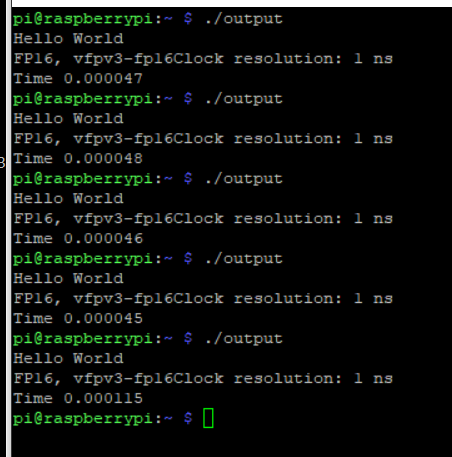 pi@raspberrypi:~ $ ./output
Hello World
FP16, vfpv3-fp16Clock resolution: 1 ns
Time 0.000047
pi@raspberrypi:~ $ ./output
Hello World
FP16, vfpv3-fp16Clock resolution: 1 ns
Time 0.000048
pi@raspberrypi:~ $ ./output
Hello World
FP16, vfpv3-fp16Clock resolution: 1 ns
Time 0.000046
pi@raspberrypi:~ $ ./output
Hello World
FP16, vfpv3-fp16Clock resolution: 1 ns
Time 0.000045
pi@raspberrypi:~ $ ./output
Hello World
FP16, vfpv3-fp16Clock resolution: 1 ns
Time 0.000115
pi@raspberrypi:~ $